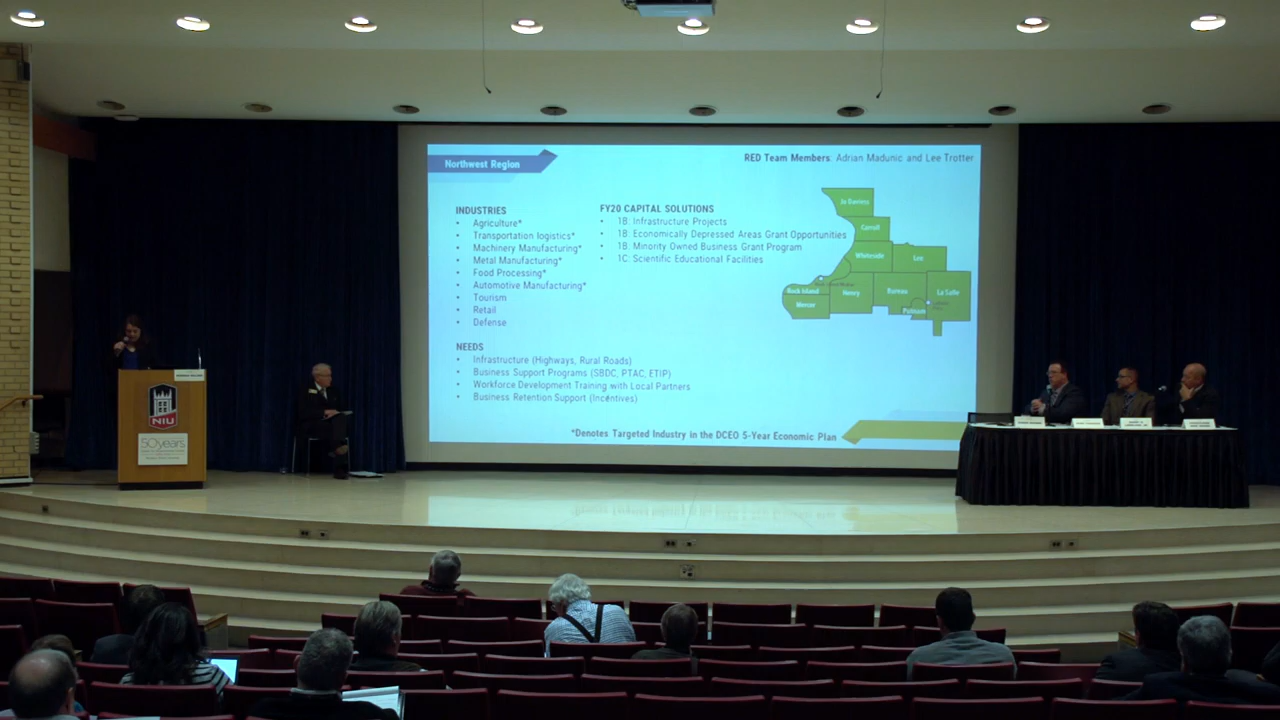 Northwest Region
RED Team Members: Adrian Madunic and Lee Trotter
INDUSTRIES
• Agriculture*
• Transportation logistics*
• Machinery Manufacturing*
• Metal Manufacturing*
• Food Processing*
• Automotive Manufacturing*
• Tourism
• Retail
• Defense
NEEDS
• Infrastructure (Highways, Rural Roads)
• Business Support Programs (SBDC, PTAC, ETIP)
• Workforce Development Training with Local Partners
• Business Retention Support (Incentives)
FY20 CAPITAL SOLUTIONS
• 1B: Infrastructure Projects
• 1B: Economically Depressed Areas Grant Opportunities
• 1B: Minority Owned Business Grant Program
• 1C: Scientific Educational Facilities
Jo Daviess
Carroll
Whiteside
Lee
Rock Island
Henry
Bureau
La Salle
Mercer
Putnam
*Denotes Targeted Industry in the DCEO 5-Year Economic Plan
NIU
50years